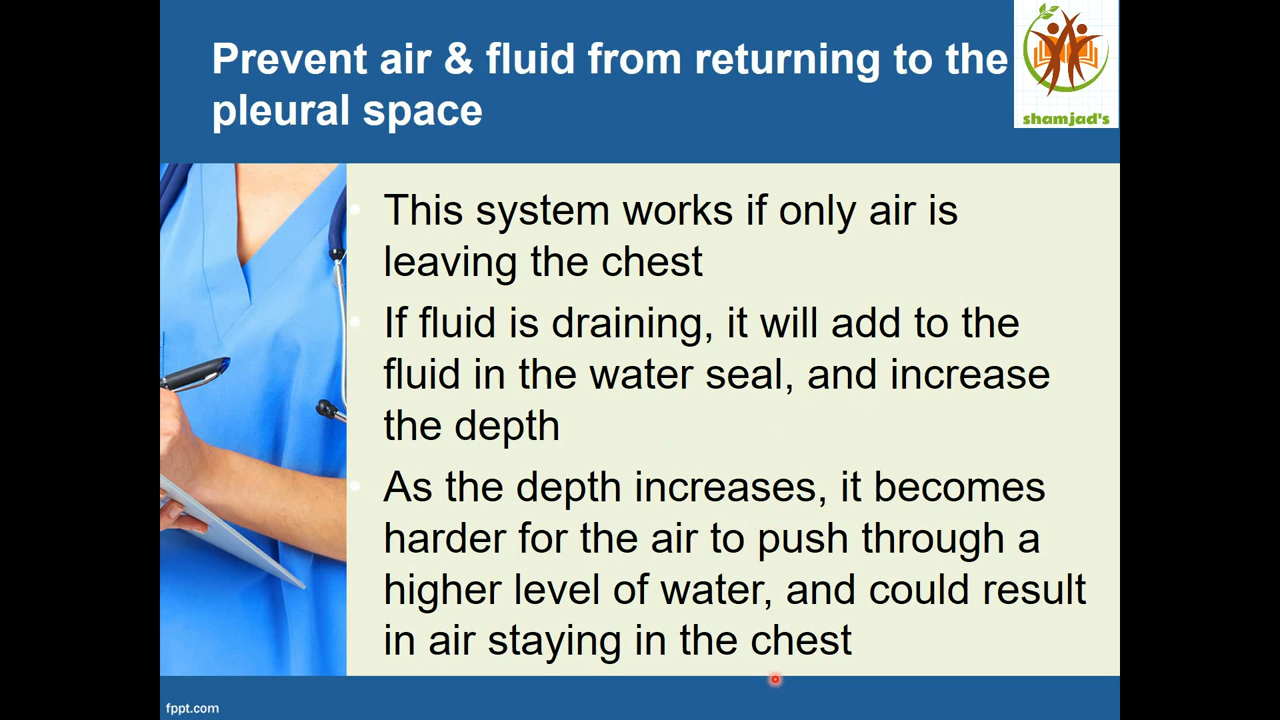 Prevent air & fluid from returning to the
pleural space
shamjad's
This system works if only air is
leaving the chest
If fluid is draining, it will add to the
fluid in the water seal, and increase
the depth
As the depth increases, it becomes
harder for the air to push through a
higher level of water, and could result
in air staying in the chest
fppt.com